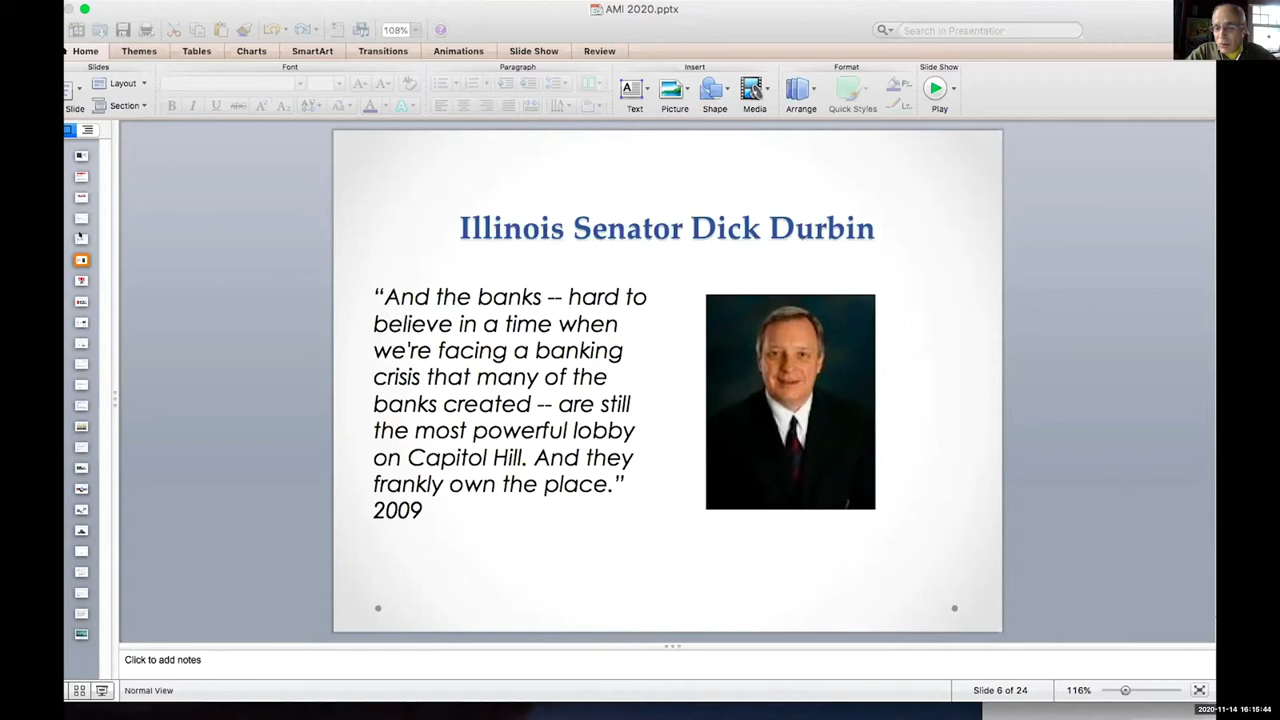 AMI 2020.pptx
108%
Search in Presentation
Home Themes Tables Charts SmartArt Transitions Animations Slide Show Review
Slides Font Paragraph Insert Format Slide Show
Layout
Slide Section
Text Picture Shape Media Arrange Quick Styles Play
Illinois Senator Dick Durbin
“And the banks -- hard to
believe in a time when
we're facing a banking
crisis that many of the
banks created -- are still
the most powerful lobby
on Capitol Hill. And they
frankly own the place.”
2009
Click to add notes
Normal View Slide 6 of 24 116%
2020-11-14 16:15:44